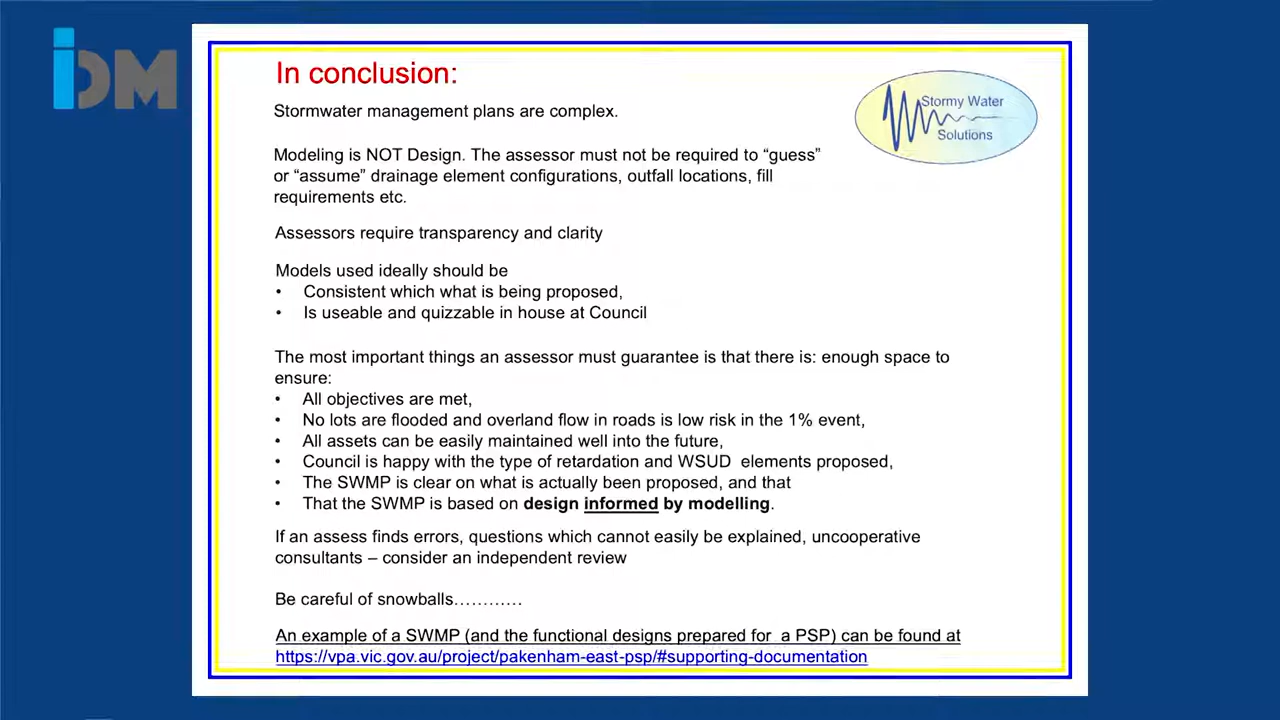 iDM
In conclusion:
Stormy Water
Solutions
Stormwater management plans are complex.
Modeling is NOT Design. The assessor must not be required to “guess”
or “assume” drainage element configurations, outfall locations, fill
requirements etc.
Assessors require transparency and clarity
Models used ideally should be
• Consistent which what is being proposed,
• Is useable and quizzable in house at Council
The most important things an assessor must guarantee is that there is: enough space to
ensure:
• All objectives are met,
• No lots are flooded and overland flow in roads is low risk in the 1% event,
• All assets can be easily maintained well into the future,
• Council is happy with the type of retardation and WSUD elements proposed,
• The SWMP is clear on what is actually been proposed, and that
• That the SWMP is based on design informed by modelling.
If an assess finds errors, questions which cannot easily be explained, uncooperative
consultants – consider an independent review
Be careful of snowballs…………
An example of a SWMP (and the functional designs prepared for a PSP) can be found at
https://vpa.vic.gov.au/project/pakenham-east-psp/#supporting-documentation